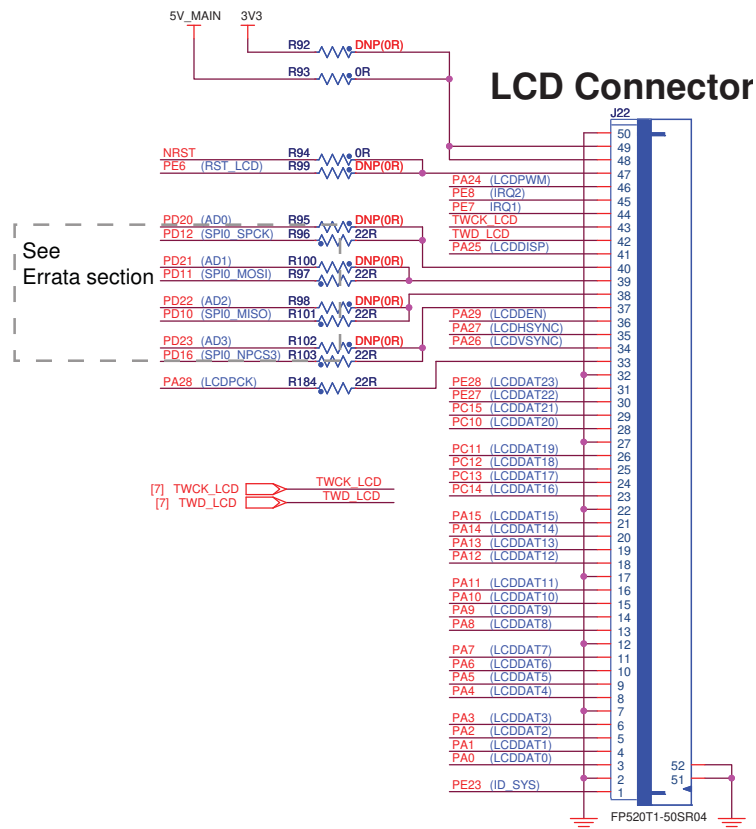 5V_MAIN 3V3
R92 DNP(0R)
R93 0R
LCD Connector
J22
50
49
48
NRST R94 0R
PE6 (RST_LCD) R99 DNP(0R)
47
PA24 (LCDPWM) 46
PE8 (IRQ2) 45
PE7 (IRQ1) 44
TWCK_LCD 43
TWD_LCD 42
PA25 (LCDDISP) 41
PD20 (AD0) R95 DNP(0R)
PD12 (SPI0_SPCK) R96 22R
40
See
Errata section
PD21 (AD1) R100 DNP(0R)
PD11 (SPI0_MOSI) R97 22R
39
PD22 (AD2) R98 DNP(0R)
PD10 (SPI0_MISO) R101 22R
38
PD23 (AD3) R102 DNP(0R)
PD16 (SPI0_NPCS3) R103 22R
37
PA29 (LCDDEN) 36
PA27 (LCDHSYNC) 35
PA26 (LCDVSYNC) 34
PA28 (LCDPCK) R184 22R
33
32
PE28 (LCDDAT23) 31
PE27 (LCDDAT22) 30
PC15 (LCDDAT21) 29
PC10 (LCDDAT20) 28
27
PC11 (LCDDAT19) 26
PC12 (LCDDAT18) 25
PC13 (LCDDAT17) 24
PC14 (LCDDAT16) 23
22
[7] TWCK_LCD TWCK_LCD
[7] TWD_LCD TWD_LCD
PA15 (LCDDAT15) 21
PA14 (LCDDAT14) 20
PA13 (LCDDAT13) 19
PA12 (LCDDAT12) 18
17
PA11 (LCDDAT11) 16
PA10 (LCDDAT10) 15
PA9 (LCDDAT9) 14
PA8 (LCDDAT8) 13
12
PA7 (LCDDAT7) 11
PA6 (LCDDAT6) 10
PA5 (LCDDAT5) 9
PA4 (LCDDAT4) 8
7
PA3 (LCDDAT3) 6
PA2 (LCDDAT2) 5
PA1 (LCDDAT1) 4
PA0 (LCDDAT0) 3
52
2 51
PE23 (ID_SYS) 1
FP520T1-50SR04